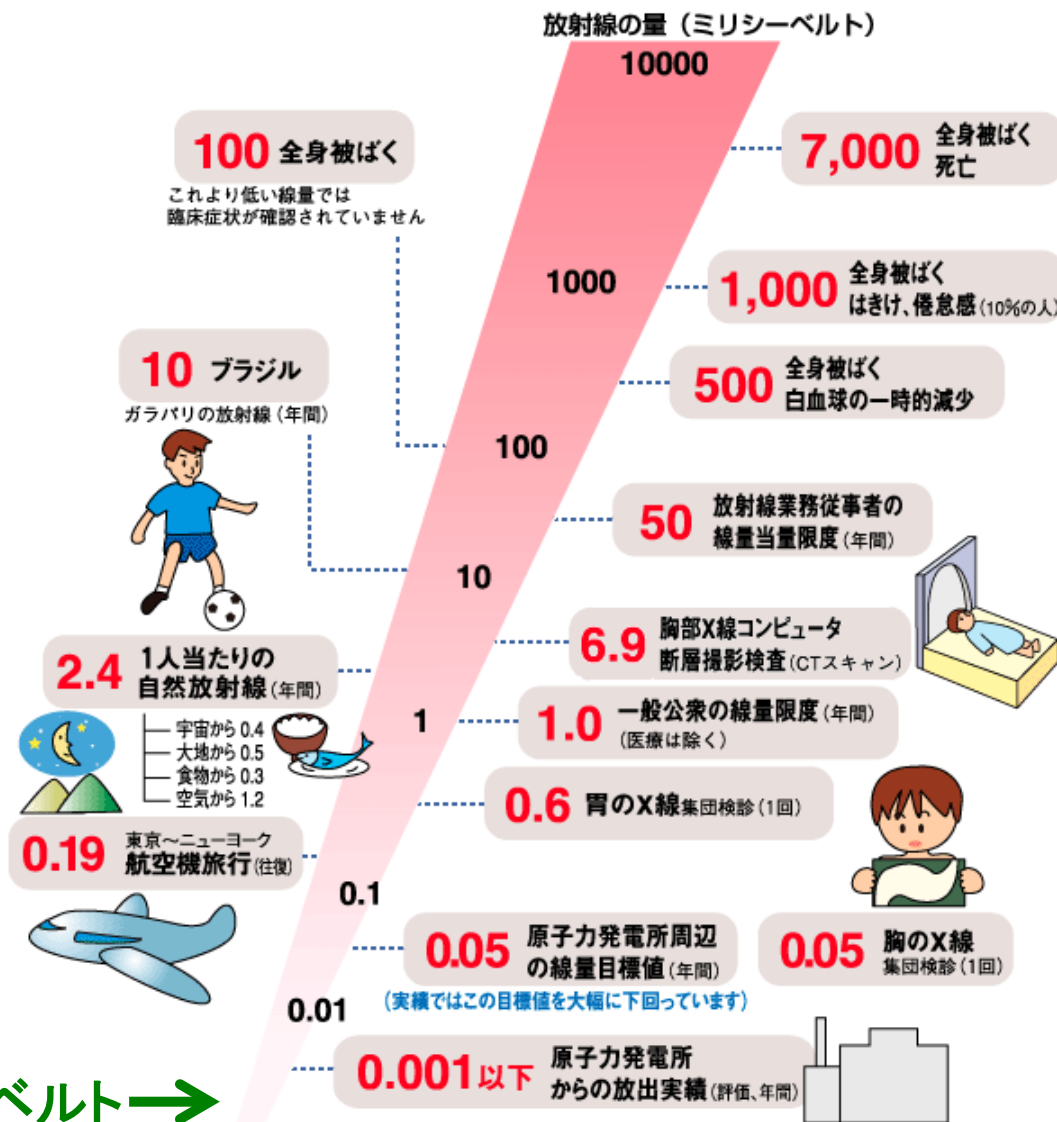 放射線の量（ミリシーベルト）
10000
100 全身被ばく
これより低い線量では
臨床症状が確認されていません
7,000 全身被ばく
死亡
1000
1,000 全身被ばく
はきけ、倦怠感（10%の人）
10 ブラジル
ガラパリの放射線（年間）
500 全身被ばく
白血球の一時的減少
100
50 放射線業務従事者の
線量当量限度（年間）
10
6.9 胸部X線コンピュータ
断層撮影検査（CTスキャン）
2.4 1人当たりの
自然放射線（年間）
宇宙から 0.4
大地から 0.5
食物から 0.3
空気から 1.2
1
1.0 一般公衆の線量限度（年間）
（医療は除く）
0.6 胃のX線集団検診（1回）
0.19 東京～ニューヨーク
航空機旅行（往復）
0.1
0.05 原子力発電所周辺
の線量目標値（年間）
（実績ではこの目標値を大幅に下回っています）
0.05 胸のX線
集団検診（1回）
0.01
0.001以下 原子力発電所
からの放出実績（評価、年間）
ベルト→